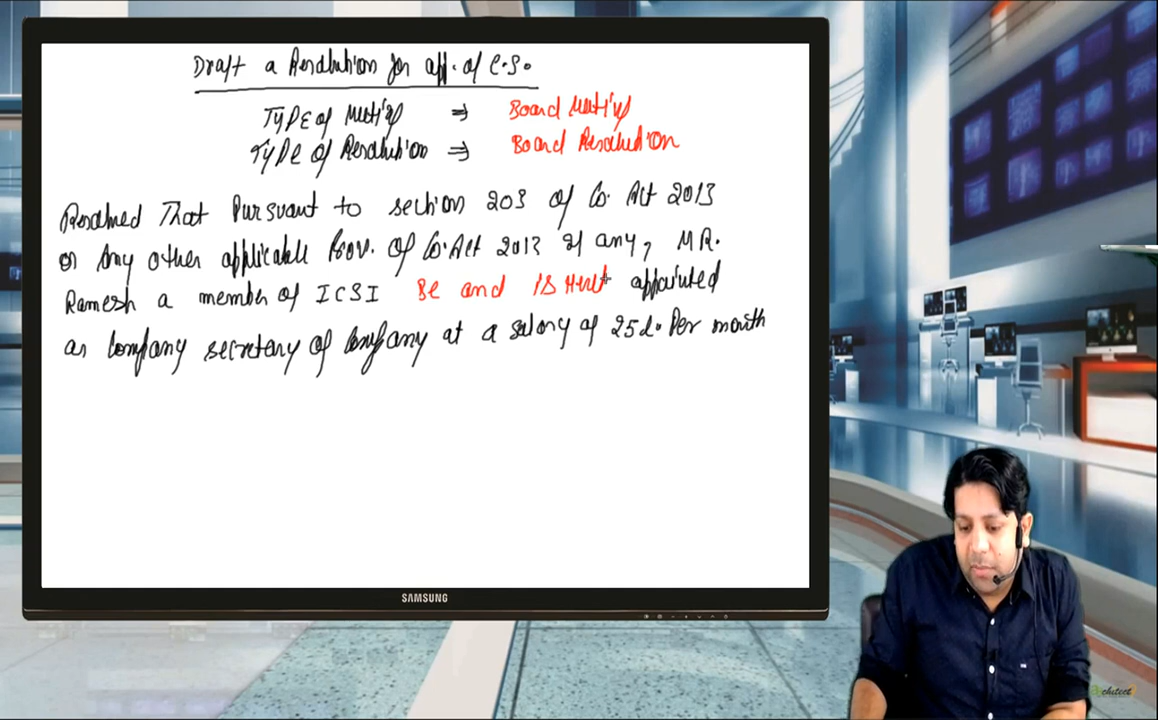 Draft a Resolution for app. of C.S.
TYPE of Meeting ⇒ Board Meeting
TYPE of Resolution ⇒ Board Resolution
Resolved That Pursuant to section 203 of Co. Act 2013
or Any other applicable Prov. of Co. Act 2013 if any, MR.
Ramesh a member of ICSI Be and is Here appointed
as Company secretary of Company at a salary of 25L. Per month
SAMSUNG